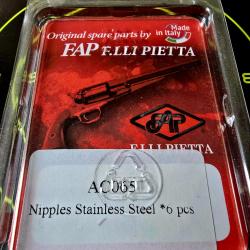 Original spare parts by
Made
in Italy
FAP F.LLI PIETTA
FAP
F.LLI PIETTA
AC065
Nipples Stainless Steel *6 pcs